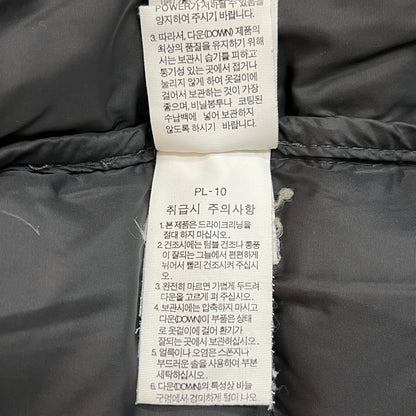 POWER가 저하될 수 있음을
양지하여 주시기 바랍니다.
3. 따라서, 다운(DOWN) 제품의
최상의 품질을 유지하기 위해
서는 보관시 습기를 피하고
통기성 있는 곳에서 접거나
눌리지 않게 하여 옷걸이에
걸어서 보관하는 것이 가장
좋으며, 비닐봉투나 코팅된
수납백에 넣어 보관하지
않도록 하시기 바랍니다.
PL-10
취급시 주의사항
1. 본 제품은 드라이크리닝을
절대 하지 마십시오.
2. 건조시에는 텀블 건조나 통풍
이 잘되는 그늘에서 편편하게
뉘어서 빨리 건조시켜 주십시
오.
3. 완전히 마르면 가볍게 두드려
다운을 고르게 펴 주십시오.
4. 보관시에는 압축하지 마시고
다운(DOWN)이 부품은 상태
로 옷걸이에 걸어 환기가
잘되는 곳에서 보관하십시오.
5. 얼룩이나 오염은 스폰지나
부드러운 솔을 사용하여 부분
세탁하십시오.
6. 다운(DOWN)의 특성상 바늘
구멍에서 미량의 털이 나오